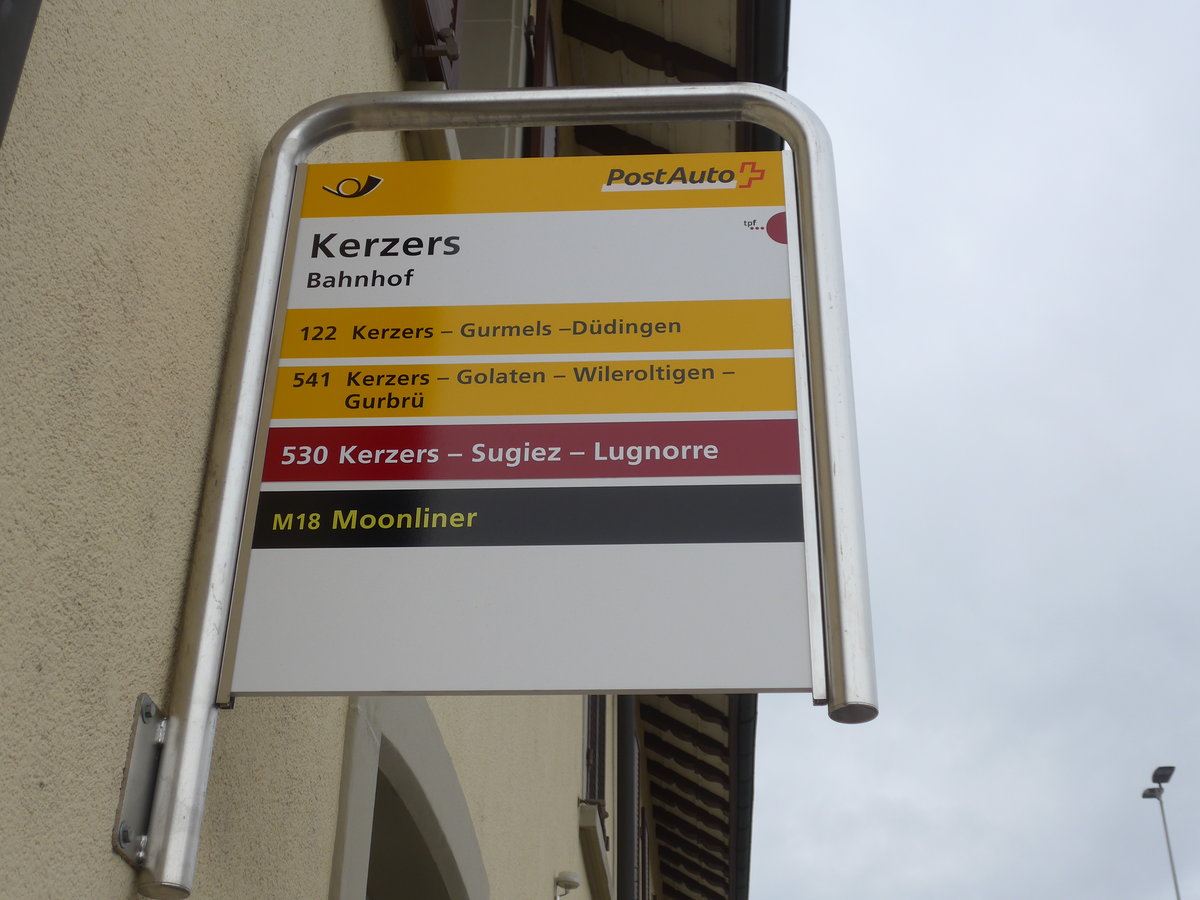 PostAuto
tpf
Kerzers
Bahnhof
122 Kerzers – Gurmels –Düdingen
541 Kerzers – Golaten – Wileroltigen –
Gurbrü
530 Kerzers – Sugiez – Lugnorre
M18 Moonliner